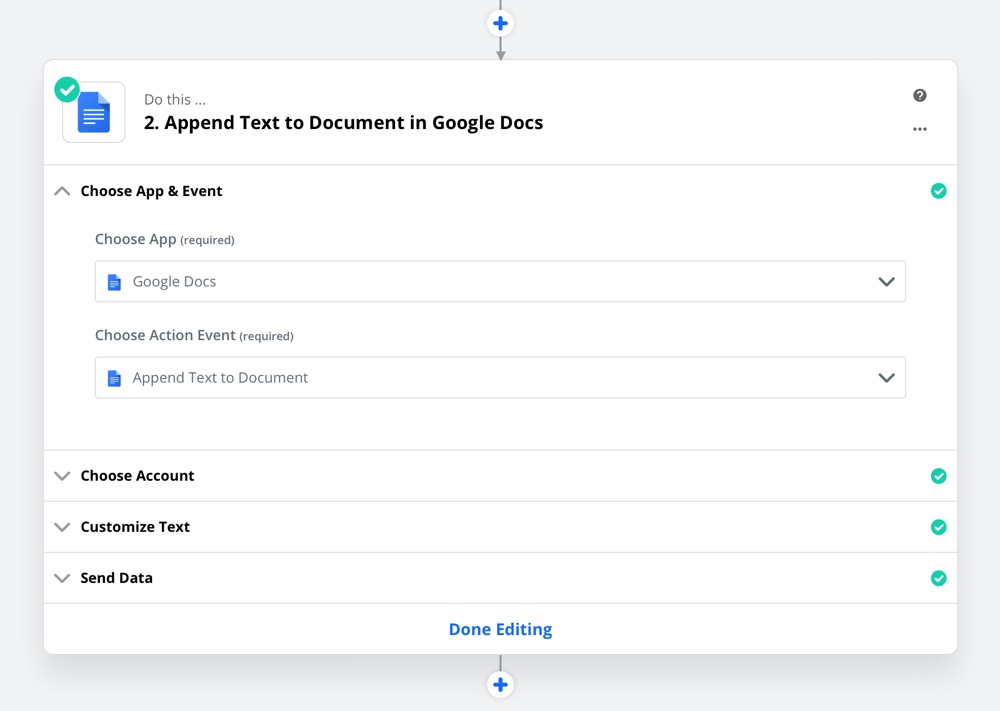 Do this ...
2. Append Text to Document in Google Docs
Choose App & Event
Choose App (required)
Google Docs
Choose Action Event (required)
Append Text to Document
Choose Account
Customize Text
Send Data
Done Editing